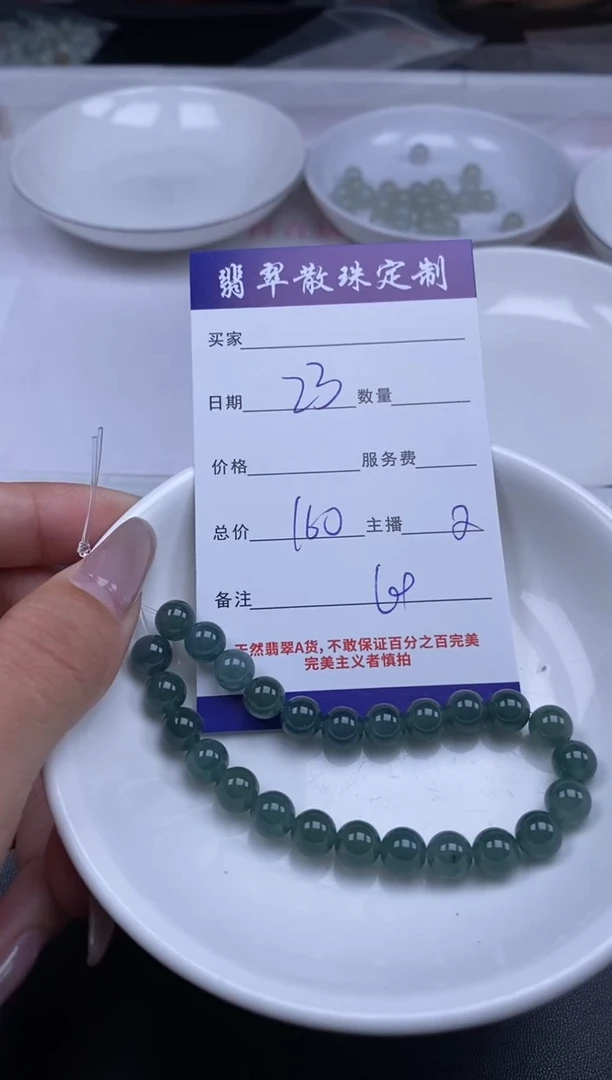 翡翠散珠定制
买家
日期 23 数量
价格 服务费
总价 160 主播 2
备注
天然翡翠A货,不敢保证百分之百完美
完美主义者慎拍